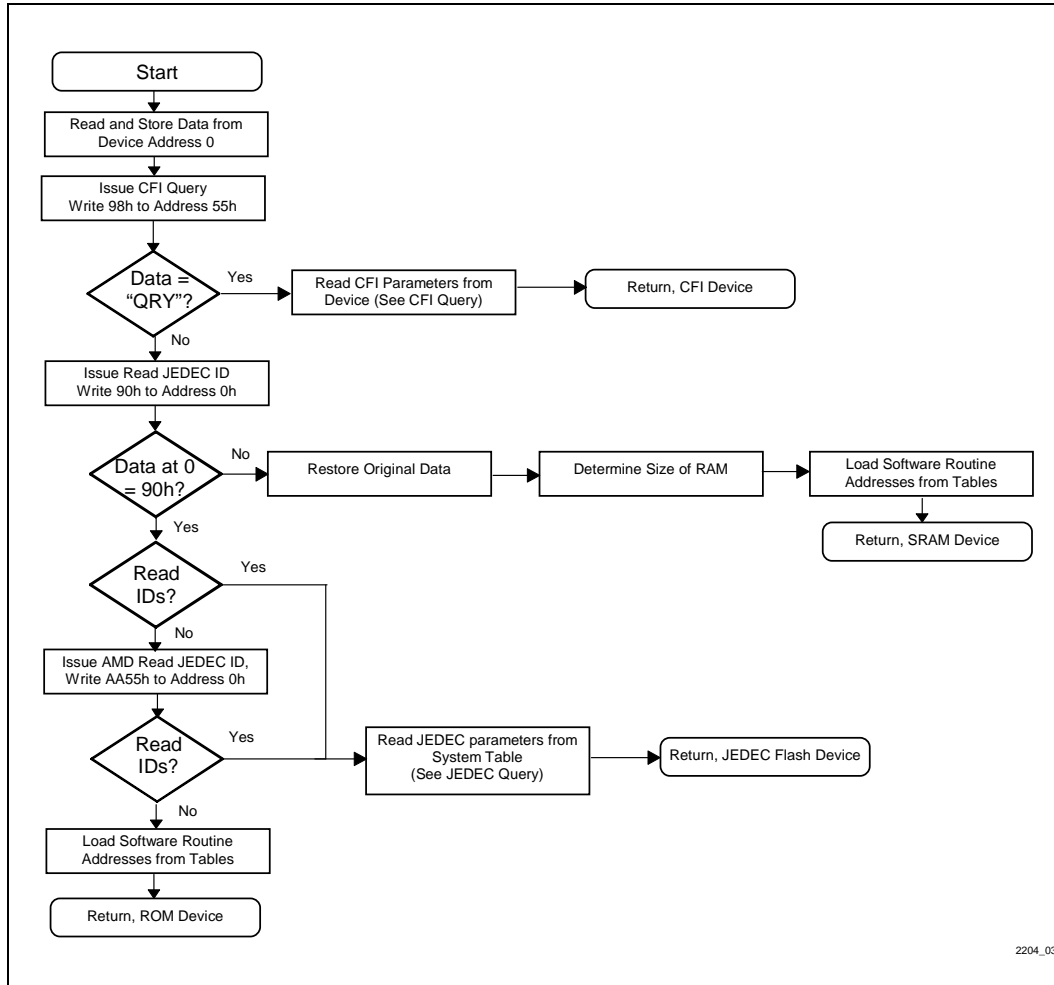 Start
Read and Store Data from
Device Address 0
Issue CFI Query
Write 98h to Address 55h
Data =
“QRY”?
Yes
Read CFI Parameters from
Device (See CFI Query)
Return, CFI Device
No
Issue Read JEDEC ID
Write 90h to Address 0h
Data at 0
= 90h?
No
Restore Original Data
Determine Size of RAM
Load Software Routine
Addresses from Tables
Return, SRAM Device
Yes
Read
IDs?
Yes
No
Issue AMD Read JEDEC ID,
Write AA55h to Address 0h
Read
IDs?
Yes
Read JEDEC parameters from
System Table
(See JEDEC Query)
Return, JEDEC Flash Device
No
Load Software Routine
Addresses from Tables
Return, ROM Device
2204_03